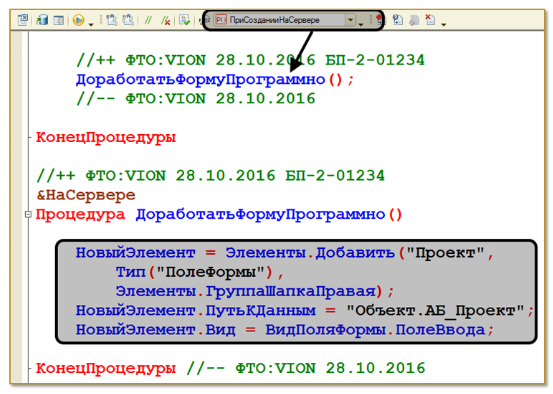 ПриСозданииНаСервере
//++ ФТО:VION 28.10.2016 БП-2-01234
ДоработатьФормуПрограммно();
//-- ФТО:VION 28.10.2016
КонецПроцедуры
//++ ФТО:VION 28.10.2016 БП-2-01234
&НаСервере
Процедура ДоработатьФормуПрограммно()
НовыйЭлемент = Элементы.Добавить("Проект",
Тип("ПолеФормы"),
Элементы.ГруппаШапкаПравая);
НовыйЭлемент.ПутьКДанным = "Объект.АБ_Проект";
НовыйЭлемент.Вид = ВидПоляФормы.ПолеВвода;
КонецПроцедуры //-- ФТО:VION 28.10.2016